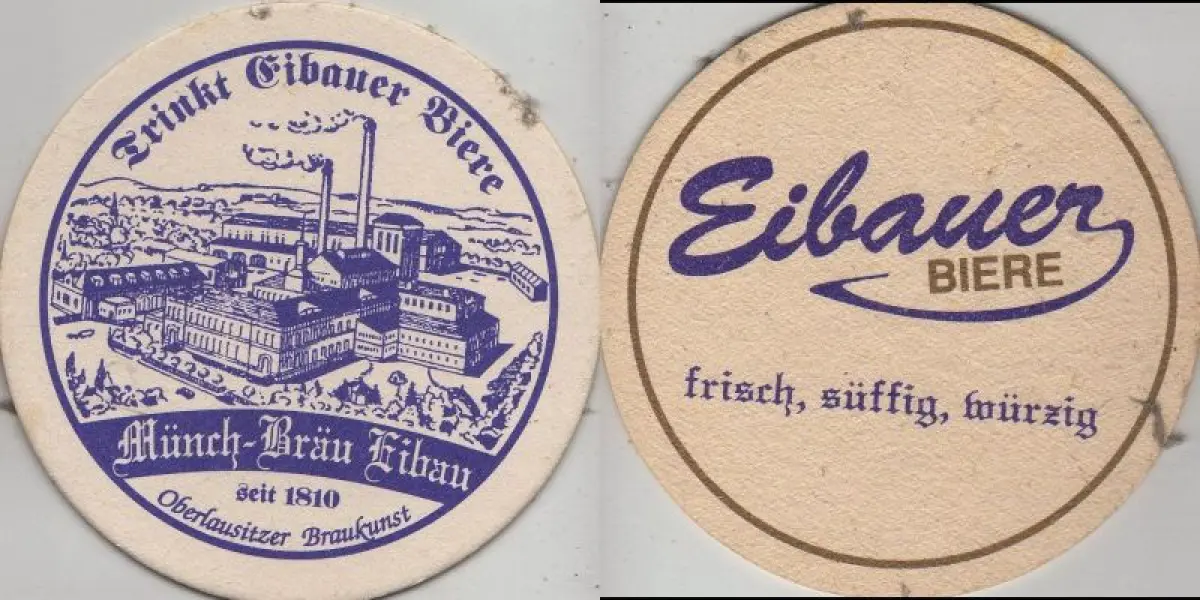 Trinkt Eibauer Biere
Münch-Bräu Eibau
seit 1810
Oberlausitzer Braukunst
Eibauer
BIERE
frisch, süffig, würzig